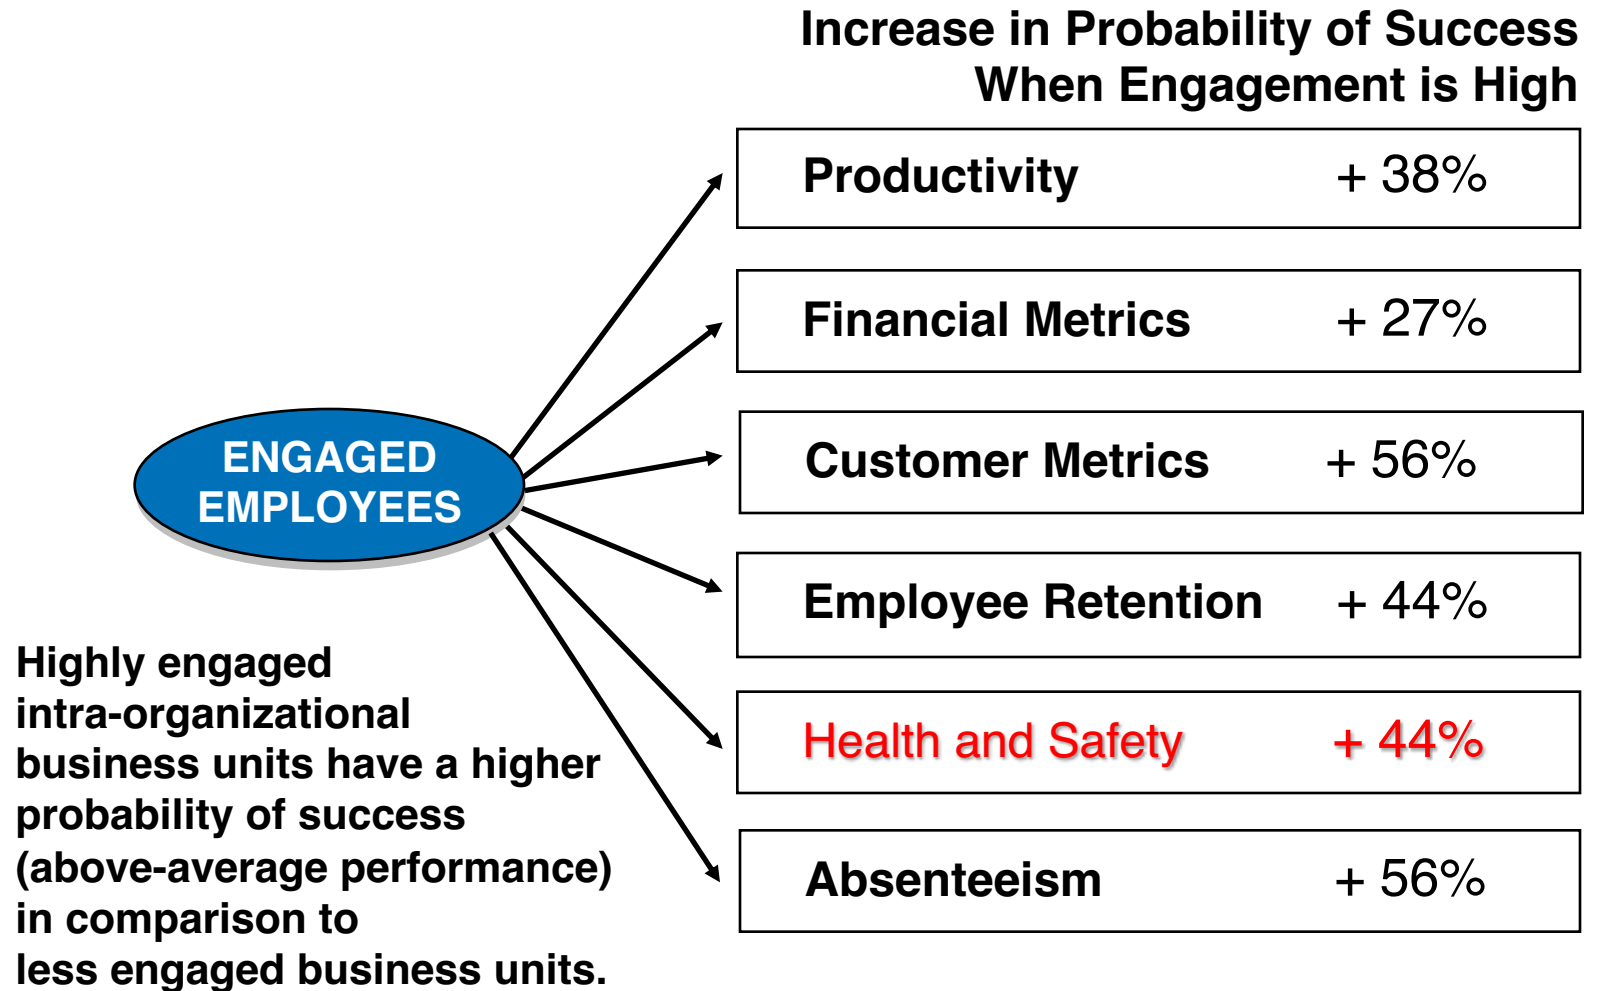 Increase in Probability of Success
When Engagement is High
Productivity + 38%
Financial Metrics + 27%
Customer Metrics + 56%
Employee Retention + 44%
Health and Safety + 44%
Absenteeism + 56%
ENGAGED
EMPLOYEES
Highly engaged
intra-organizational
business units have a higher
probability of success
(above-average performance)
in comparison to
less engaged business units.